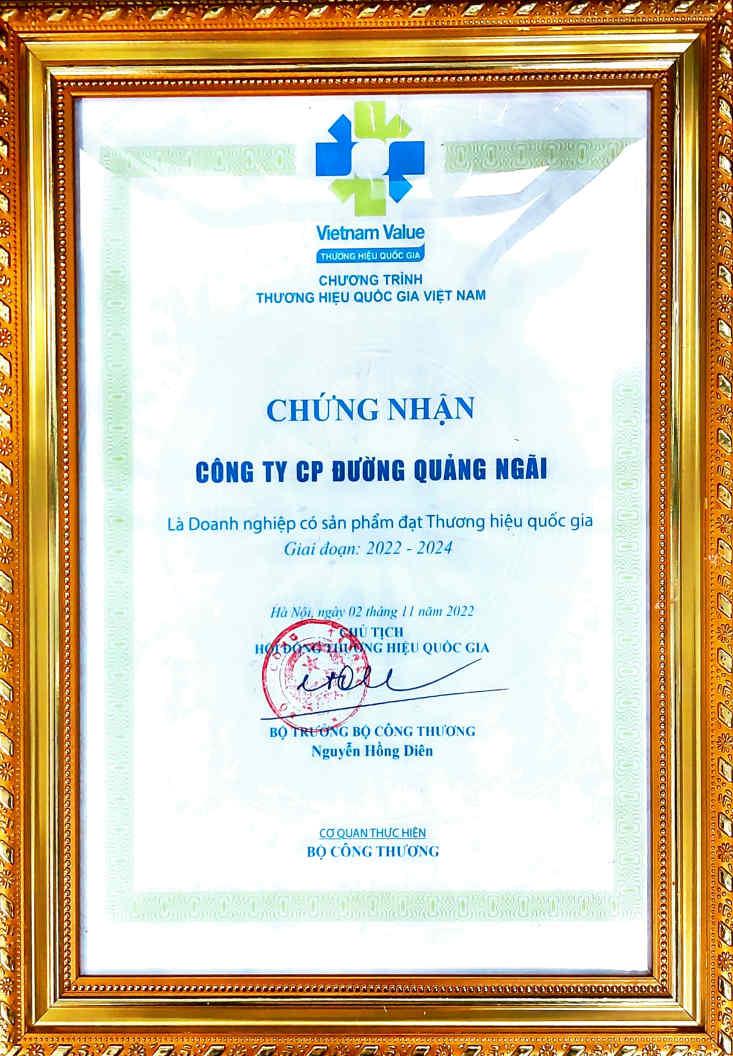 Vietnam Value
THƯƠNG HIỆU QUỐC GIA
CHƯƠNG TRÌNH
THƯƠNG HIỆU QUỐC GIA VIỆT NAM
CHỨNG NHẬN
CÔNG TY CP ĐƯỜNG QUẢNG NGÃI
Là Doanh nghiệp có sản phẩm đạt Thương hiệu quốc gia
Giai đoạn: 2022 - 2024
Hà Nội, ngày 02 tháng 11 năm 2022
CHỦ TỊCH
HỘI ĐỒNG THƯƠNG HIỆU QUỐC GIA
BỘ TRƯỞNG BỘ CÔNG THƯƠNG
Nguyễn Hồng Diên
CƠ QUAN THỰC HIỆN
BỘ CÔNG THƯƠNG